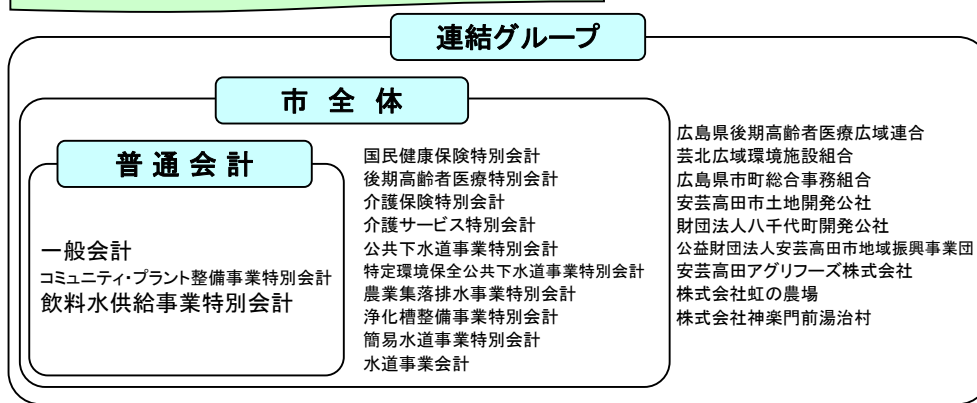 連結グループ
市 全 体
普 通 会 計
一般会計
コミュニティ・プラント整備事業特別会計
飲料水供給事業特別会計
国民健康保険特別会計
後期高齢者医療特別会計
介護保険特別会計
介護サービス特別会計
公共下水道事業特別会計
特定環境保全公共下水道事業特別会計
農業集落排水事業特別会計
浄化槽整備事業特別会計
簡易水道事業特別会計
水道事業会計
広島県後期高齢者医療広域連合
芸北広域環境施設組合
広島県市町総合事務組合
安芸高田市土地開発公社
財団法人八千代町開発公社
公益財団法人安芸高田市地域振興事業団
安芸高田アグリフーズ株式会社
株式会社虹の農場
株式会社神楽門前湯治村